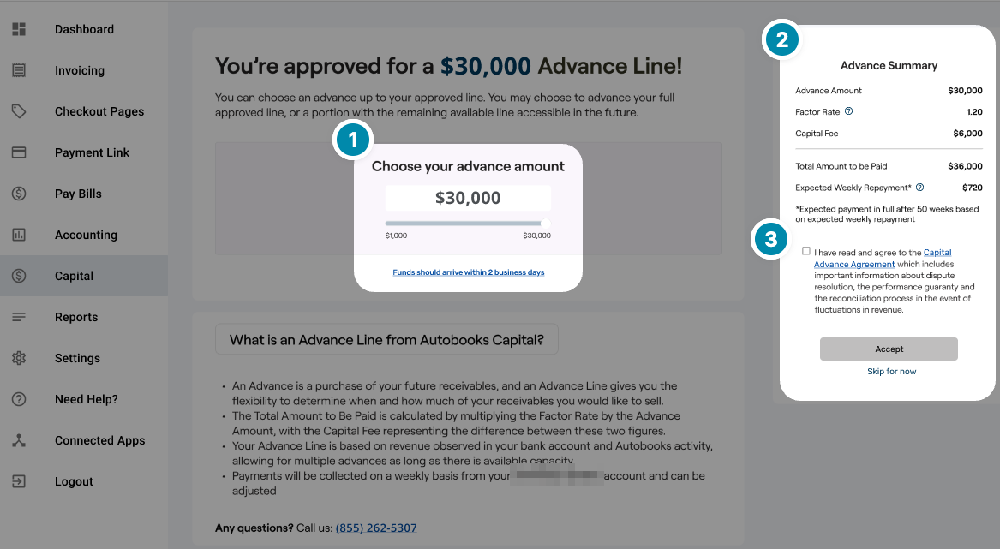 Dashboard
Invoicing
Checkout Pages
Payment Link
Pay Bills
Accounting
Capital
Reports
Settings
Need Help?
Connected Apps
Logout
You're approved for a $30,000 Advance Line!
You can choose an advance up to your approved line. You may choose to advance your full
approved line, or a portion with the remaining available line accessible in the future.
1
Choose your advance amount
$30,000
$1,000 $30,000
Funds should arrive within 2 business days
What is an Advance Line from Autobooks Capital?
• An Advance is a purchase of your future receivables, and an Advance Line gives you the
flexibility to determine when and how much of your receivables you would like to sell.
• The Total Amount to Be Paid is calculated by multiplying the Factor Rate by the Advance
Amount, with the Capital Fee representing the difference between these two figures.
• Your Advance Line is based on revenue observed in your bank account and Autobooks activity,
allowing for multiple advances as long as there is available capacity
• Payments will be collected on a weekly basis from your account and can be
adjusted
Any questions? Call us: (855) 262-5307
2
Advance Summary
Advance Amount $30,000
Factor Rate ? 1.20
Capital Fee $6,000
Total Amount to be Paid $36,000
Expected Weekly Repayment* ? $720
*Expected payment in full after 50 weeks based
on expected weekly repayment
3
I have read and agree to the Capital
Advance Agreement which includes
important information about dispute
resolution, the performance guaranty and
the reconciliation process in the event of
fluctuations in revenue.
Accept
Skip for now